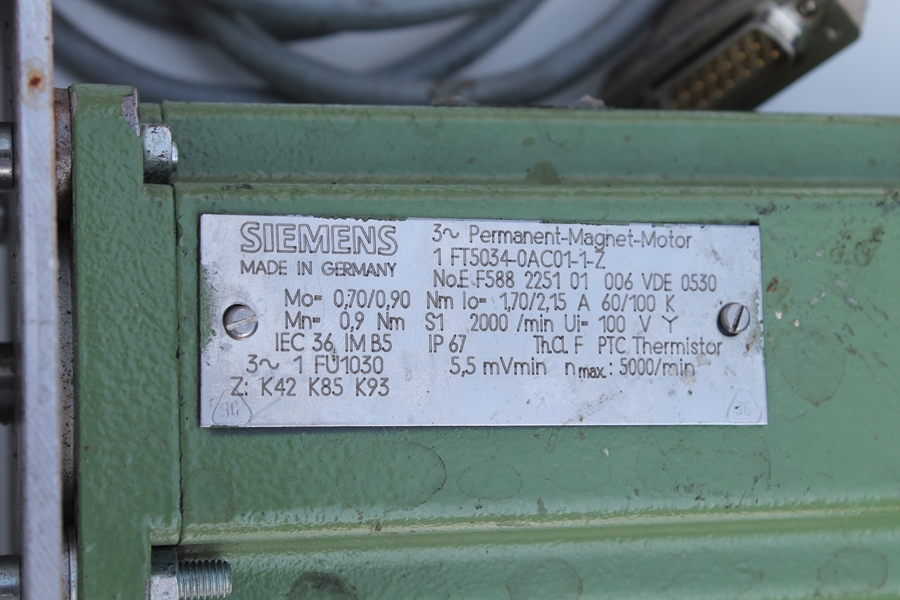 SIEMENS
MADE IN GERMANY
3~ Permanent-Magnet-Motor
1 FT5034-0AC01-1-Z
No.E F588 2251 01 006 VDE 0530
Mo= 0,70/0,90 Nm Io= 1,70/2,15 A 60/100 K
Mn= 0,9 Nm S1 2000 /min Ui= 100 V Y
IEC 36 IM B5 IP 67 Th.Cl. F PTC Thermistor
3~ 1 FU1030 5,5 mVmin n max.: 5000/min
Z: K42 K85 K93